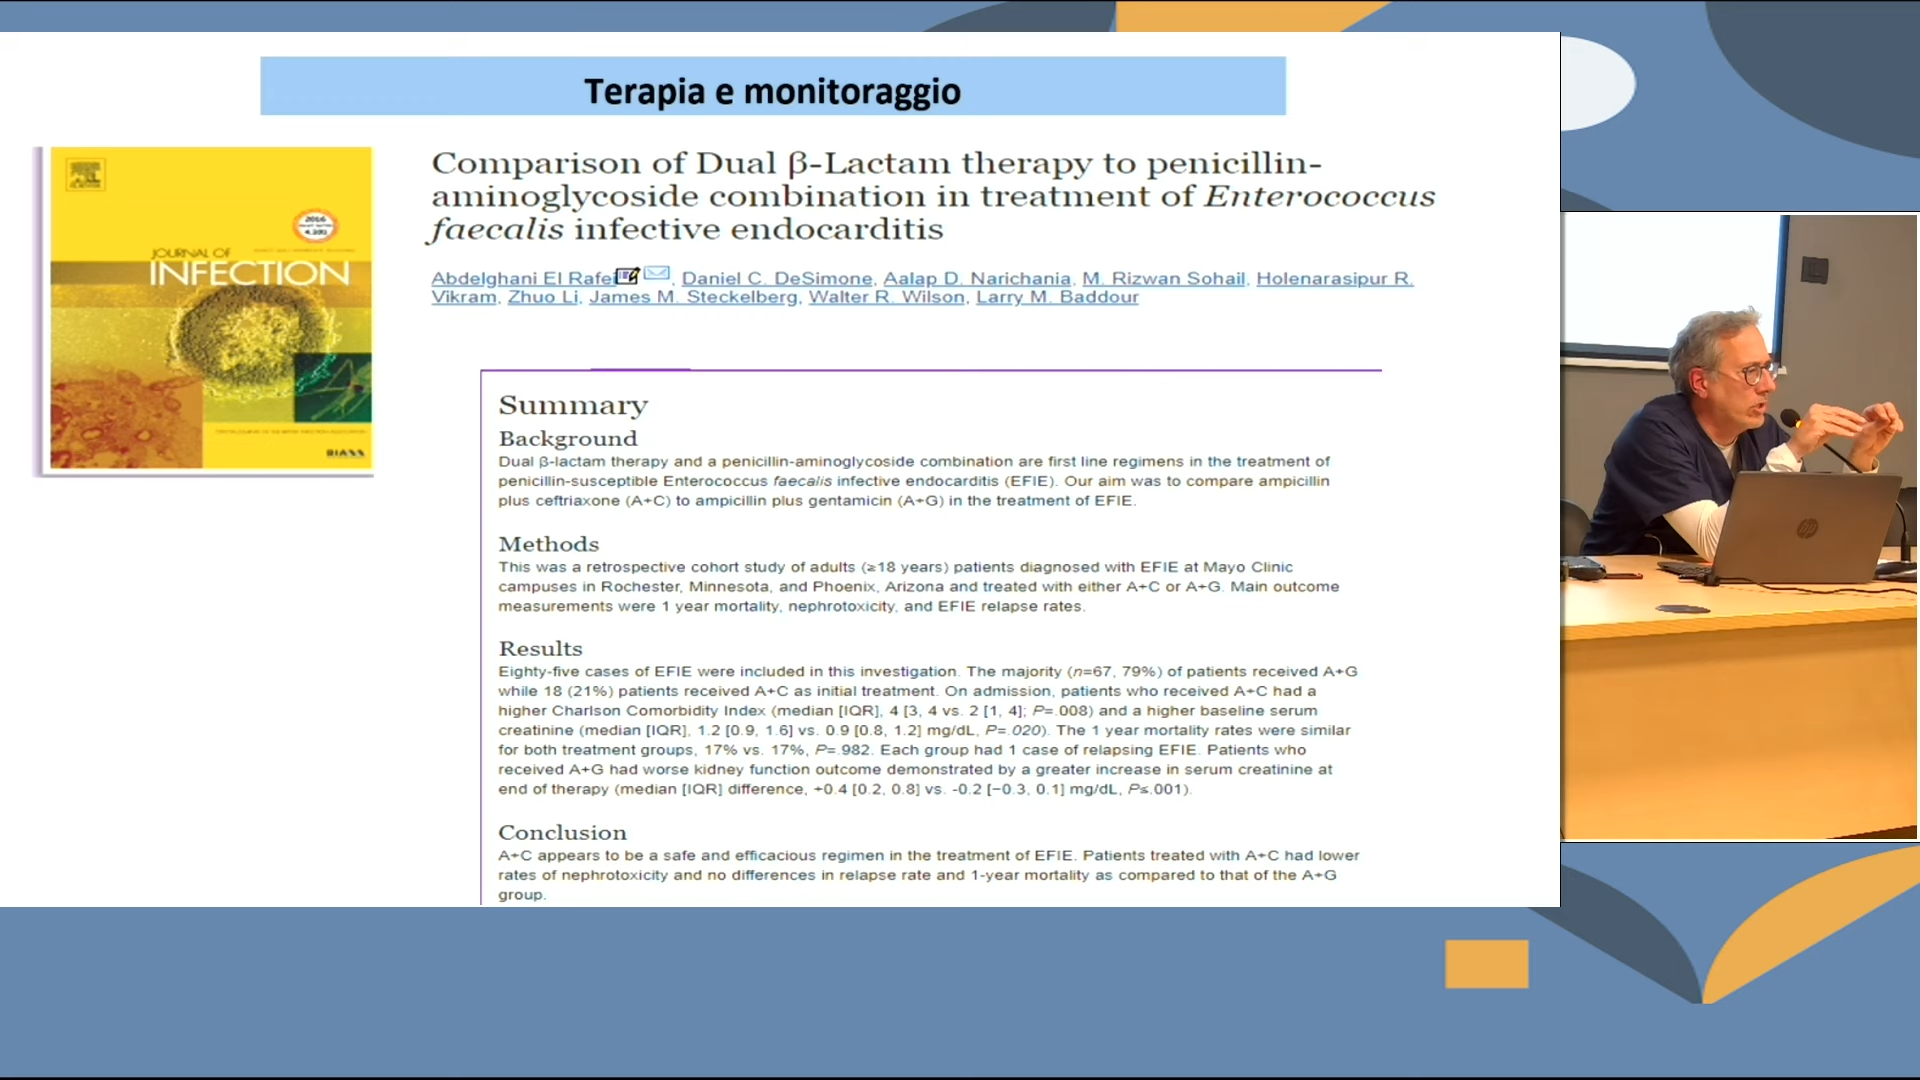 Terapia e monitoraggio
2016
4.201
JOURNAL OF
INFECTION
Comparison of Dual β-Lactam therapy to penicillin-
aminoglycoside combination in treatment of Enterococcus
faecalis infective endocarditis
Abdelghani El Rafei, Daniel C. DeSimone, Aalap D. Narichania, M. Rizwan Sohail, Holenarasipur R.
Vikram, Zhuo Li, James M. Steckelberg, Walter R. Wilson, Larry M. Baddour
Summary
Background
Dual β-lactam therapy and a penicillin-aminoglycoside combination are first line regimens in the treatment of
penicillin-susceptible Enterococcus faecalis infective endocarditis (EFIE). Our aim was to compare ampicillin
plus ceftriaxone (A+C) to ampicillin plus gentamicin (A+G) in the treatment of EFIE.
Methods
This was a retrospective cohort study of adults (≥18 years) patients diagnosed with EFIE at Mayo Clinic
campuses in Rochester, Minnesota, and Phoenix, Arizona and treated with either A+C or A+G. Main outcome
measurements were 1 year mortality, nephrotoxicity, and EFIE relapse rates.
Results
Eighty-five cases of EFIE were included in this investigation. The majority (n=67, 79%) of patients received A+G
while 18 (21%) patients received A+C as initial treatment. On admission, patients who received A+C had a
higher Charlson Comorbidity Index (median [IQR], 4 [3, 4 vs. 2 [1, 4]; P=.008) and a higher baseline serum
creatinine (median [IQR], 1.2 [0.9, 1.6] vs. 0.9 [0.8, 1.2] mg/dL, P=.020). The 1 year mortality rates were similar
for both treatment groups, 17% vs. 17%, P=.982. Each group had 1 case of relapsing EFIE. Patients who
received A+G had worse kidney function outcome demonstrated by a greater increase in serum creatinine at
end of therapy (median [IQR] difference, +0.4 [0.2, 0.8] vs. -0.2 [−0.3, 0.1] mg/dL, P≤.001).
Conclusion
A+C appears to be a safe and efficacious regimen in the treatment of EFIE. Patients treated with A+C had lower
rates of nephrotoxicity and no differences in relapse rate and 1-year mortality as compared to that of the A+G
group.
hp